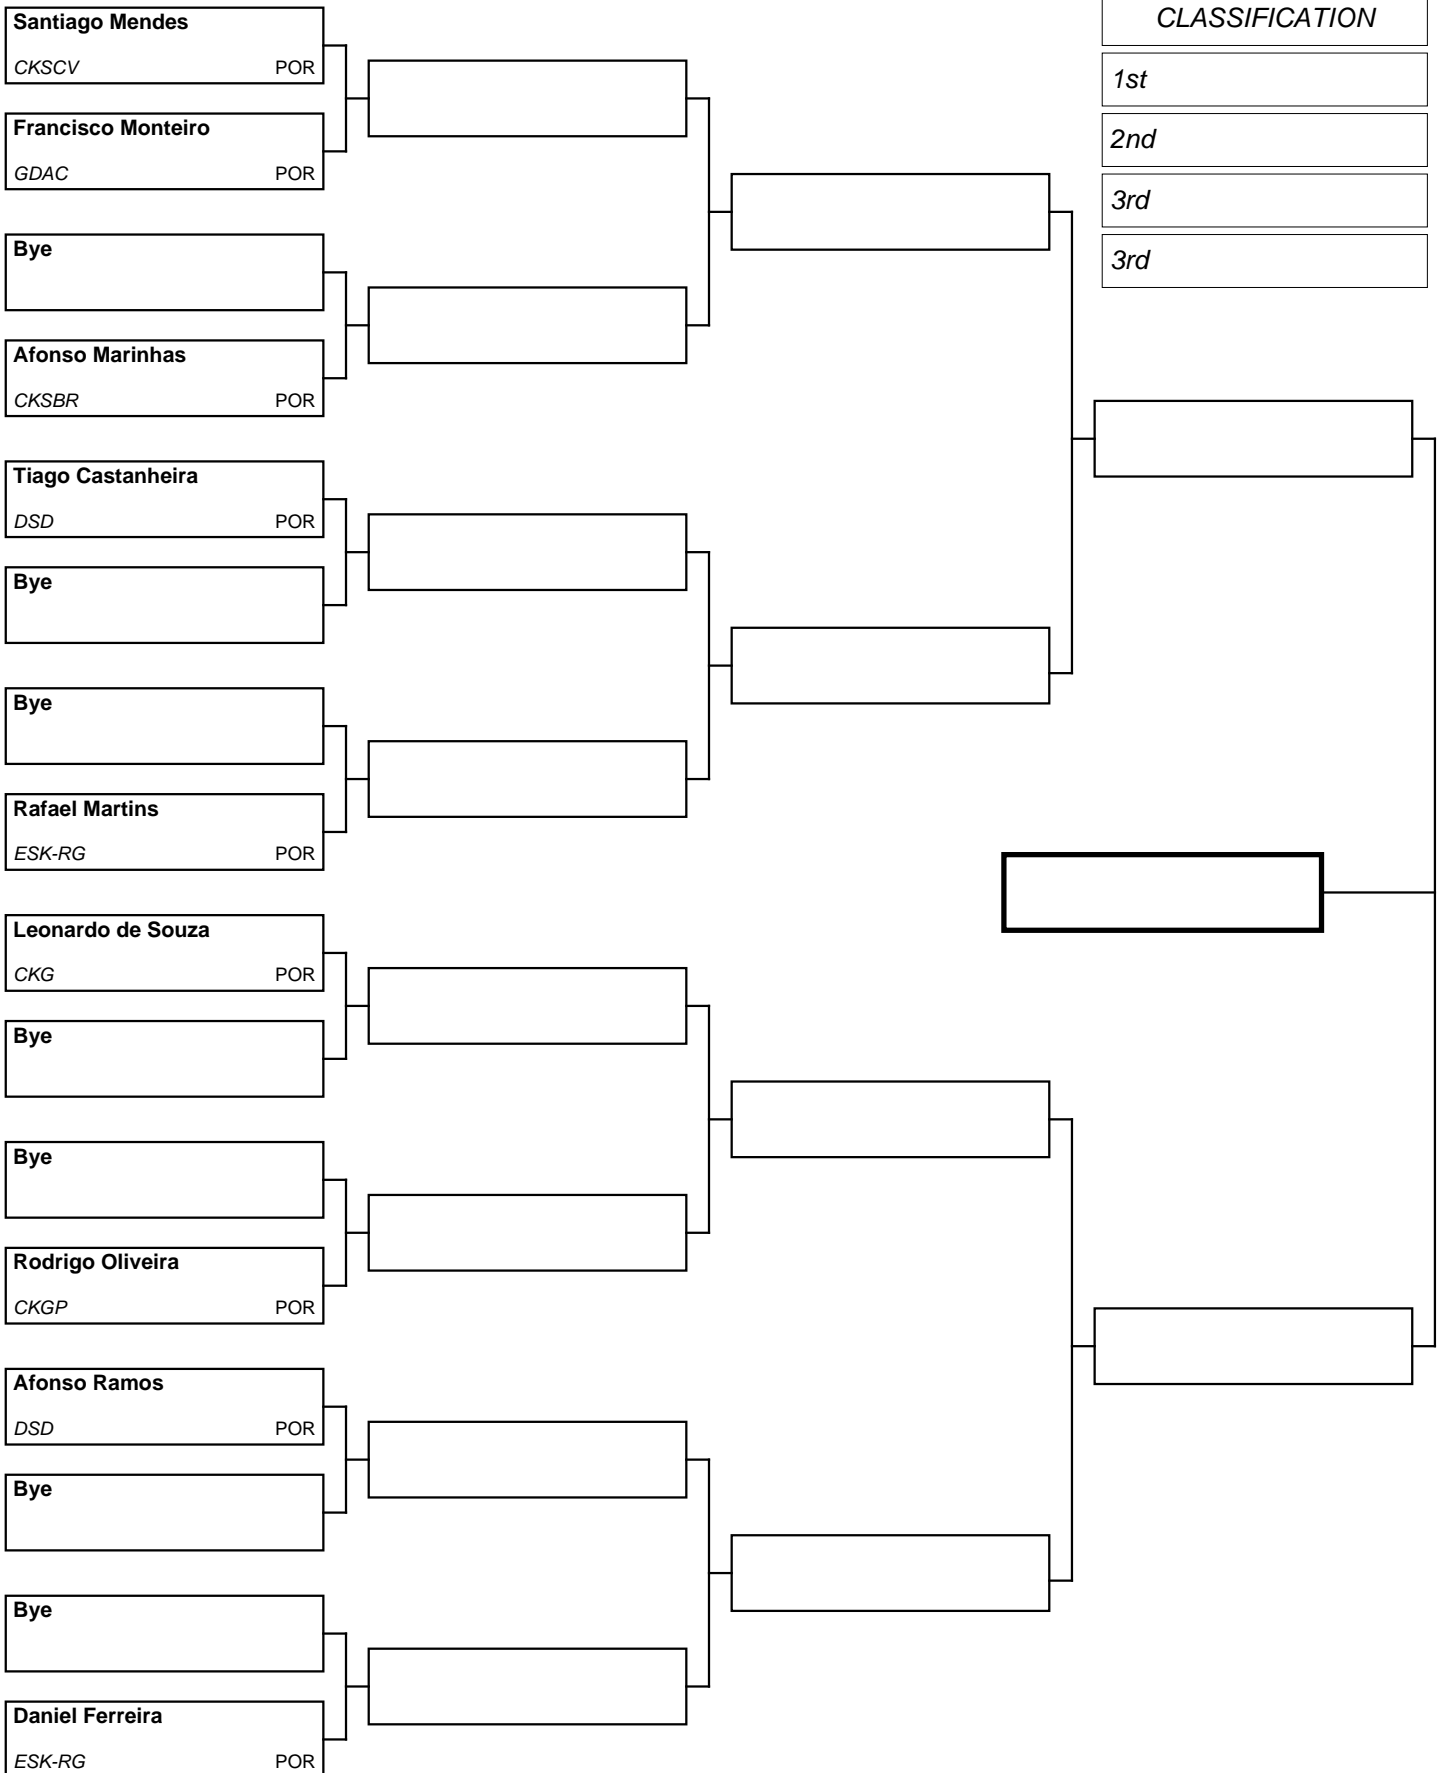 Santiago Mendes
CKSCV POR
Francisco Monteiro
GDAC POR
Bye
Afonso Marinhas
CKSBR POR
Tiago Castanheira
DSD POR
Bye
Bye
Rafael Martins
ESK-RG POR
Leonardo de Souza
CKG POR
Bye
Bye
Rodrigo Oliveira
CKGP POR
Afonso Ramos
DSD POR
Bye
Bye
Daniel Ferreira
ESK-RG POR
CLASSIFICATION
1st
2nd
3rd
3rd